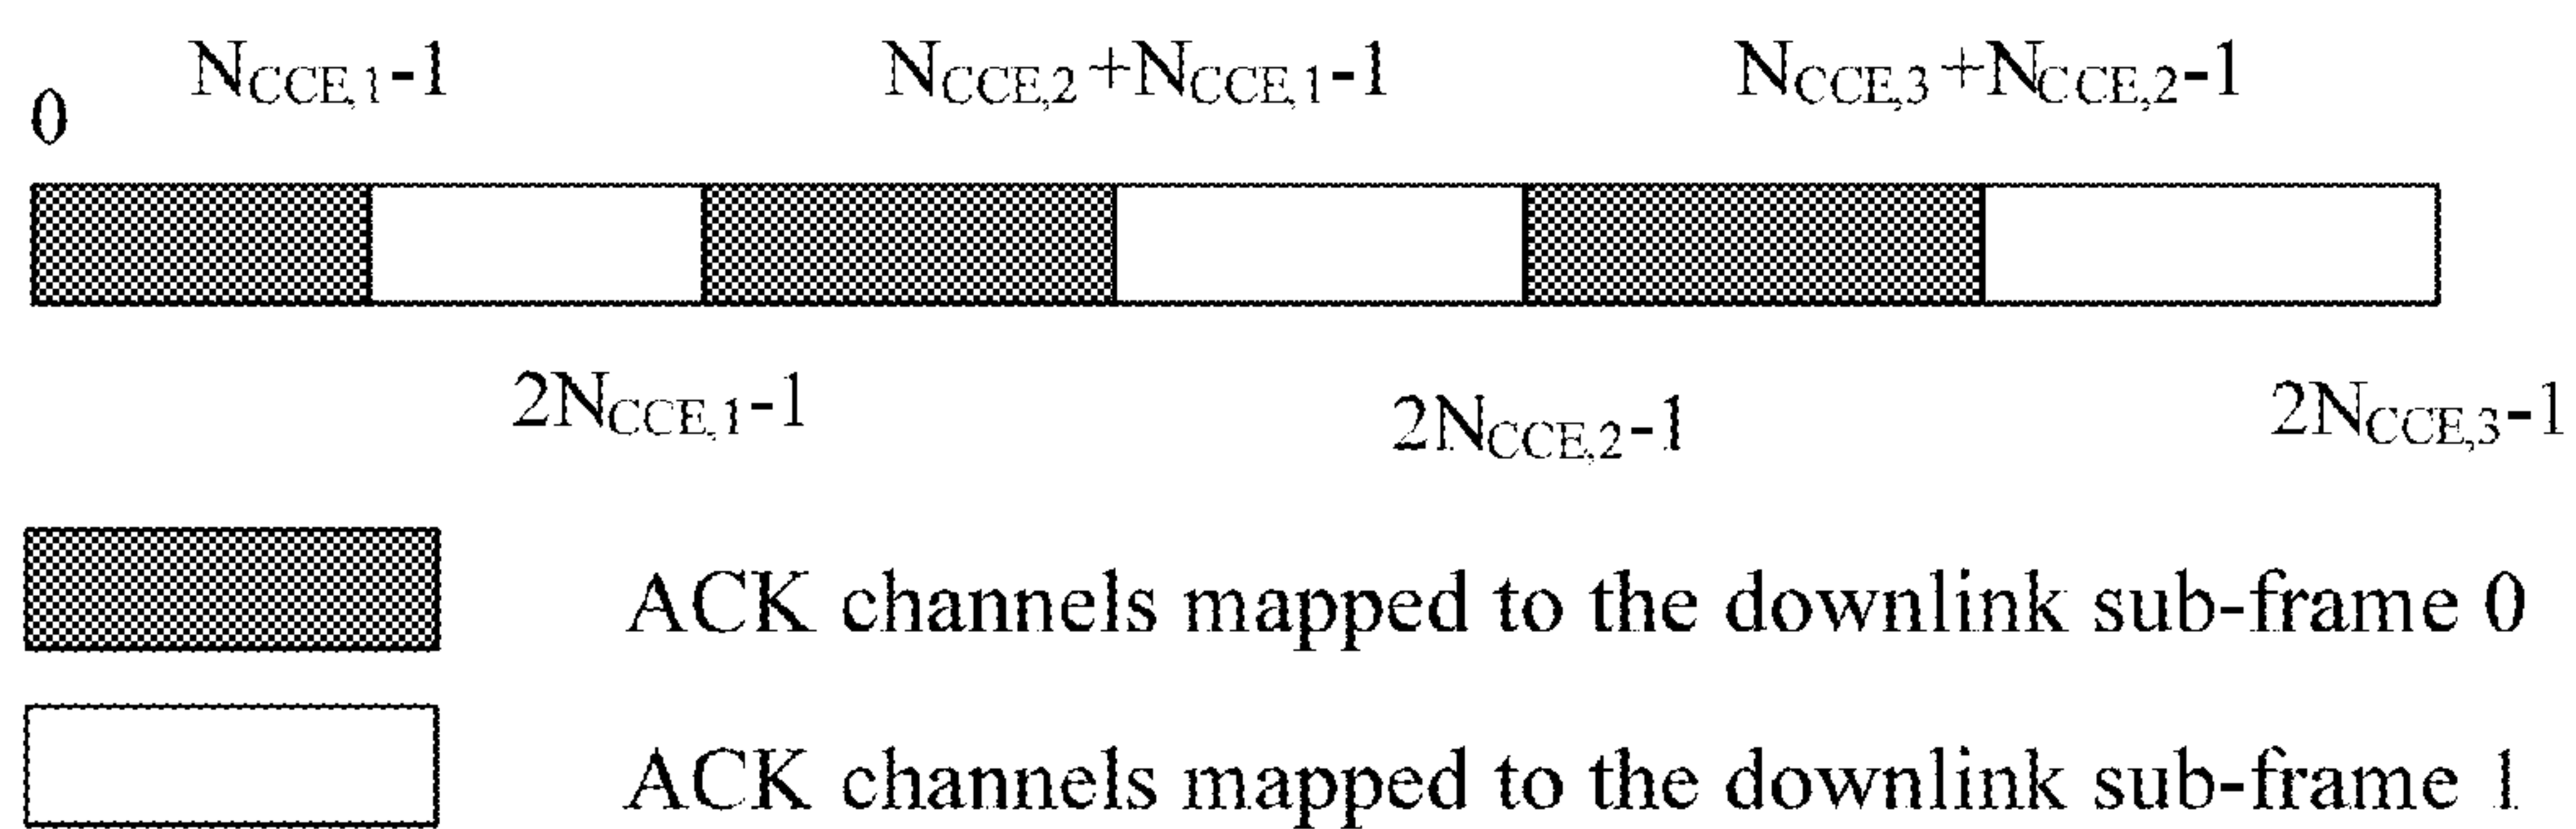 0 N_CCE,1-1 N_CCE,2+N_CCE,1-1 N_CCE,3+N_CCE,2-1
2N_CCE,1-1 2N_CCE,2-1 2N_CCE,3-1
ACK channels mapped to the downlink sub-frame 0
ACK channels mapped to the downlink sub-frame 1